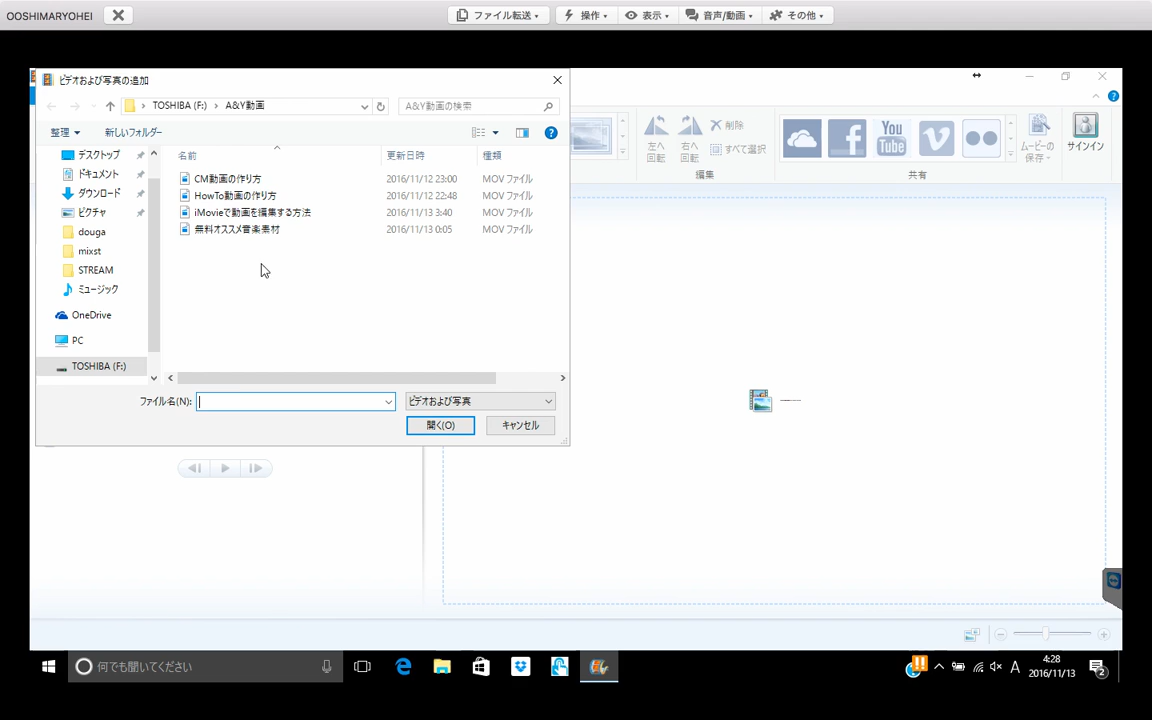 OOSHIMARYOHEI
ファイル転送
操作
表示
音声/動画
その他
ビデオおよび写真の追加
TOSHIBA (F:) › A&Y動画
A&Y動画の検索
整理
新しいフォルダー
名前
更新日時
種類
デスクトップ
ドキュメント
ダウンロード
ピクチャ
douga
mixst
STREAM
ミュージック
OneDrive
PC
TOSHIBA (F:)
CM動画の作り方 2016/11/12 23:00 MOV ファイル
HowTo動画の作り方 2016/11/12 22:48 MOV ファイル
iMovieで動画を編集する方法 2016/11/13 3:40 MOV ファイル
無料オススメ音楽素材 2016/11/13 0:05 MOV ファイル
ファイル名(N):
ビデオおよび写真
開く(O)
キャンセル
左へ
回転
右へ
回転
削除
すべて選択
編集
You
Tube
共有
ムービーの
保存
サインイン
何でも聞いてください
A
4:28
2016/11/13
2